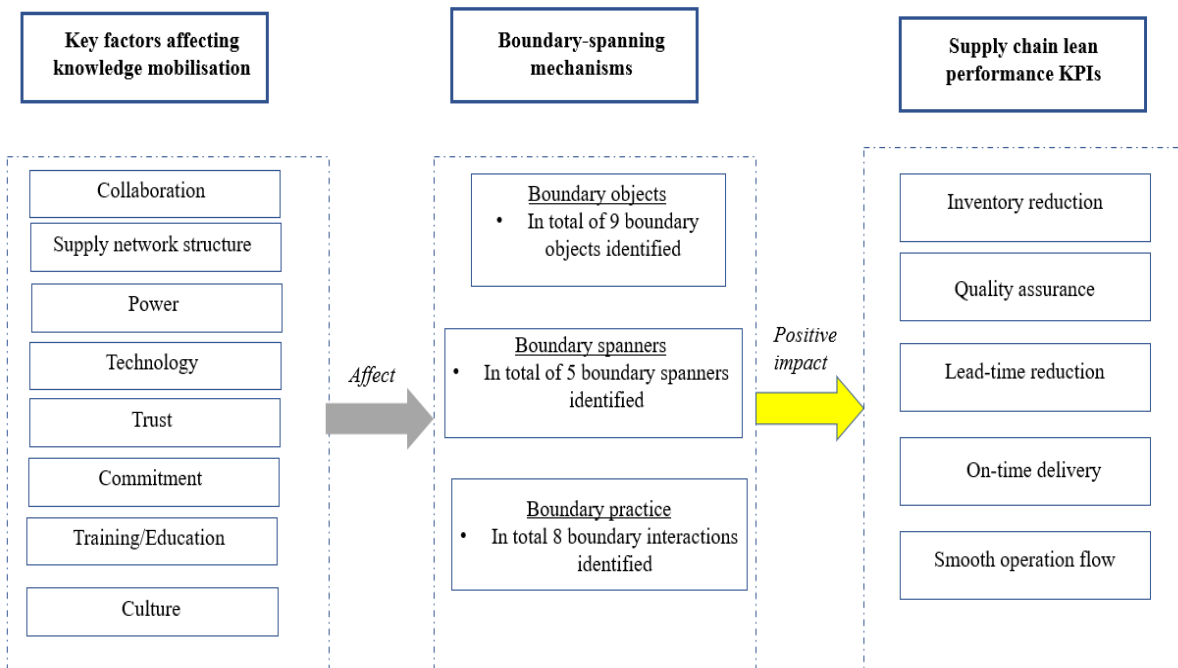 Key factors affecting
knowledge mobilisation
Boundary-spanning
mechanisms
Supply chain lean
performance KPIs
Collaboration
Supply network structure
Power
Technology
Trust
Commitment
Training/Education
Culture
Affect
Boundary objects
• In total of 9 boundary
objects identified
Boundary spanners
• In total of 5 boundary spanners
identified
Boundary practice
• In total 8 boundary interactions
identified
Positive
impact
Inventory reduction
Quality assurance
Lead-time reduction
On-time delivery
Smooth operation flow